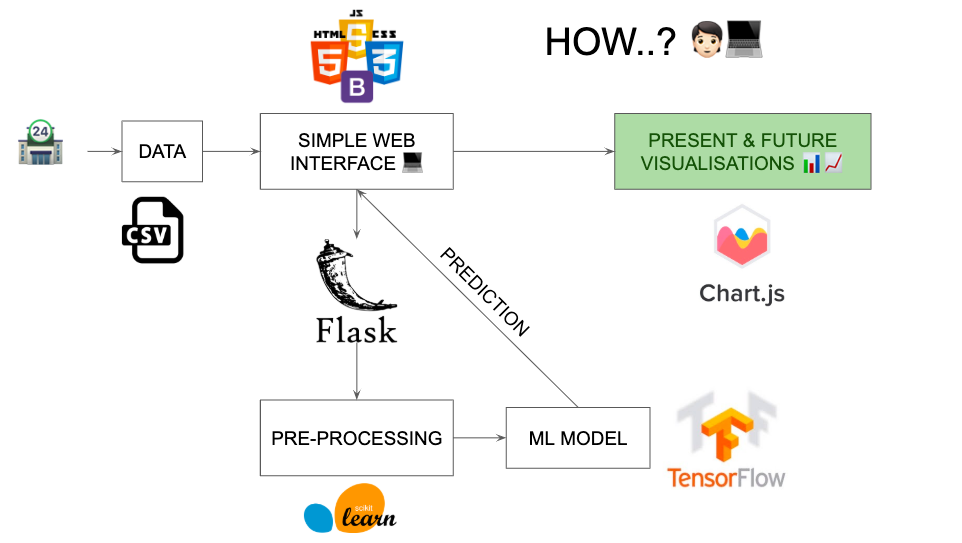 HOW..?
JS
HTML CSS
5
5 3
B
24
DATA
SIMPLE WEB
INTERFACE
PRESENT & FUTURE
VISUALISATIONS
CSV
Flask
PREDICTION
Chart.js
PRE-PROCESSING
ML MODEL
TensorFlow
scikit
learn